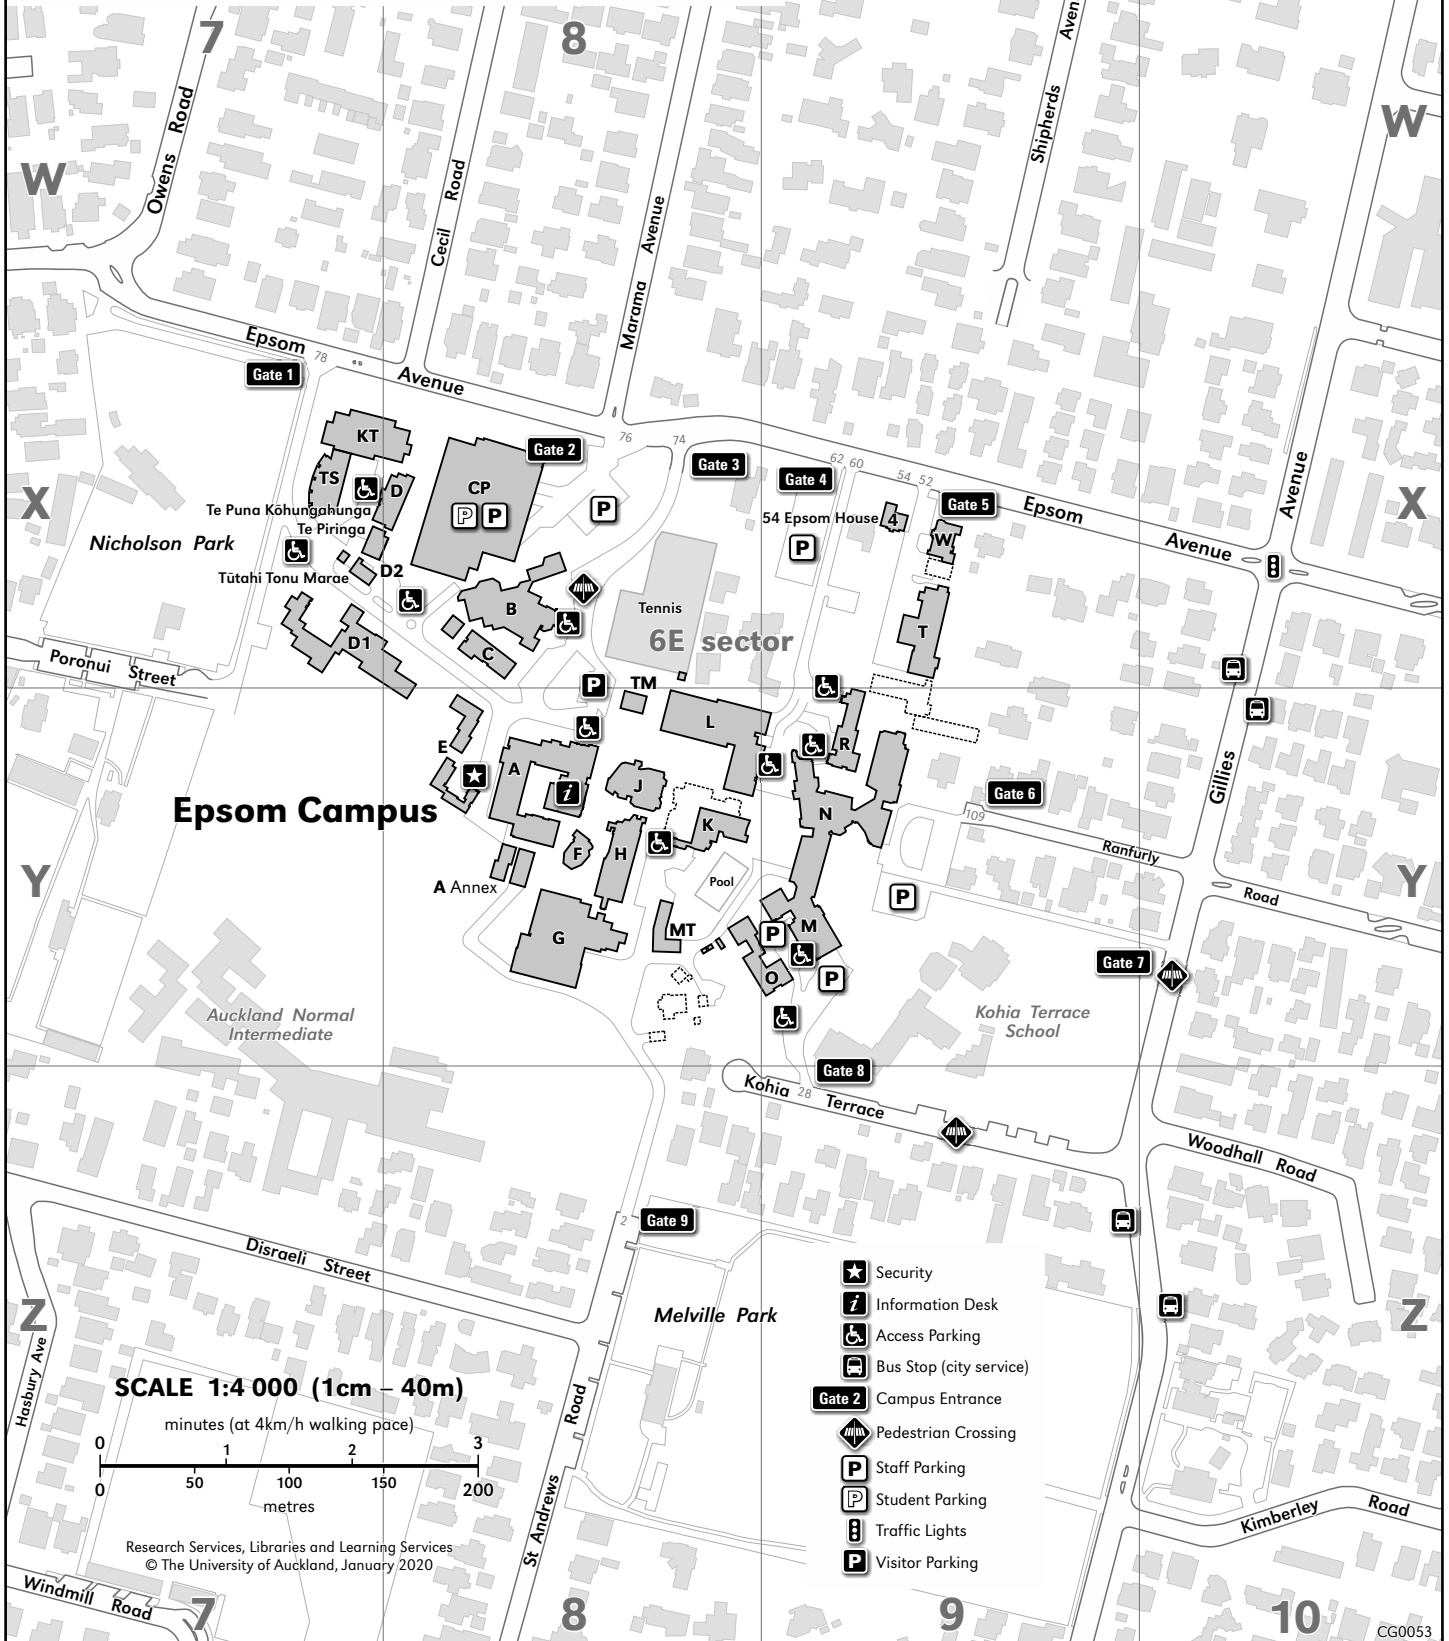 7
8
W
W
Owens Road
Cecil Road
Marama Avenue
Shipherds
Aven
Epsom Avenue
78
Gate 1
KT
TS
D
CP
P
P
Gate 2
76
74
Gate 3
62 60
Gate 4
54 52
Gate 5
Epsom Avenue
Avenue
X
X
P
54 Epsom House
4
W
P
Te Puna Kōhungahunga
Te Piringa
Nicholson Park
Tūtahi Tonu Marae
D2
B
C
D1
Tennis
6E sector
T
Poronui Street
P
TM
L
R
E
A
i
J
K
N
Gate 6
109
Gillies
Epsom Campus
F
H
Ranfurly
Road
Y
Y
A Annex
Pool
P
G
MT
P
M
O
P
Gate 7
Auckland Normal
Intermediate
Kohia Terrace
School
Gate 8
Kohia Terrace
28
Woodhall Road
2
Gate 9
Disraeli Street
Melville Park
Z
Z
Hasbury Ave
St Andrews Road
SCALE 1:4 000 (1cm – 40m)
minutes (at 4km/h walking pace)
0 1 2 3
0 50 100 150 200
metres
Security
i Information Desk
Access Parking
Bus Stop (city service)
Gate 2 Campus Entrance
Pedestrian Crossing
P Staff Parking
P Student Parking
Traffic Lights
P Visitor Parking
Kimberley Road
Research Services, Libraries and Learning Services
© The University of Auckland, January 2020
Windmill Road
7
8
9
10
CG0053